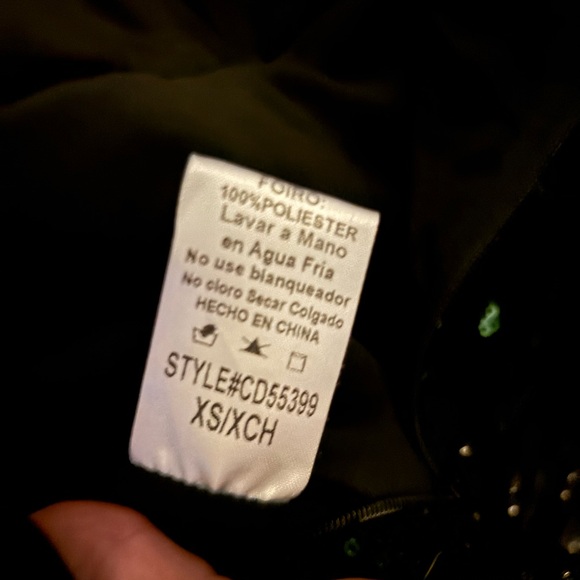 FOIRO:
100%POLIESTER
Lavar a Mano
en Agua Fria
No use blanqueador
No cloro Secar Colgado
HECHO EN CHINA
STYLE#CD55399
XS/XCH